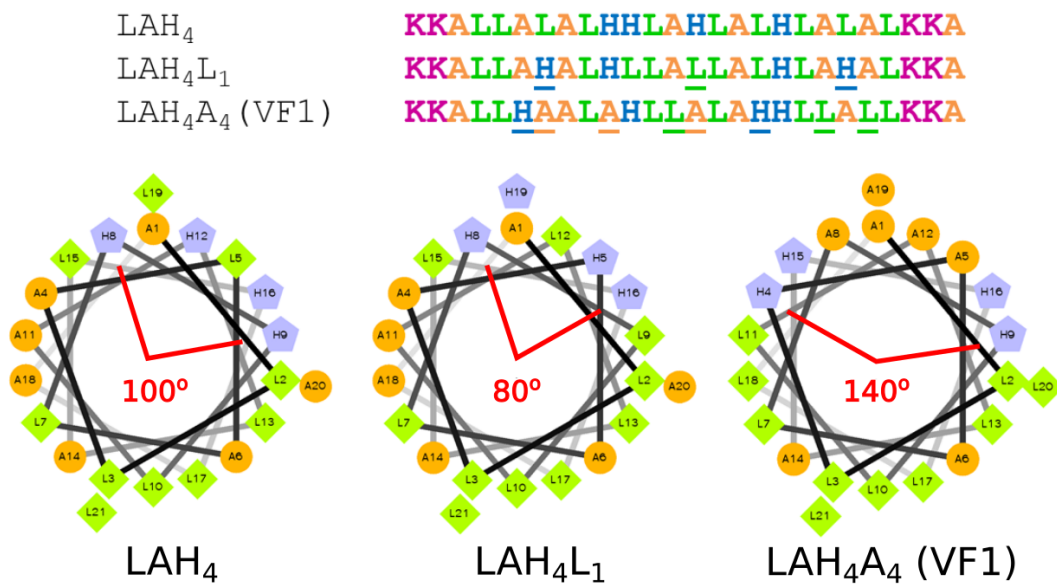 LAH₄ KKALLALALHHLAHLALHLALALKKA
LAH₄L₁ KKALLAHALHLLALLALHLAHALKKA
LAH₄A₄(VF1) KKALLHAALAHLLALAHHLLALLKKA
L19
H8 A1 H12
L15 L5
A4 H16
A11 H9
A18 L2 A20
100º
L7 L13
A14 A6
L3 L10 L17
L21
LAH₄
H19
H8 A1 L12
L15 H5
A4 H16
A11 L9
A18 L2 A20
80º
L7 L13
A14 A6
L3 L10 L17
L21
LAH₄L₁
A19
A8 A1 A12
H15 A5
H4 H16
L11 H9
L18 L2 L20
140º
L7 L13
A14 A6
L3 L10 L17
L21
LAH₄A₄ (VF1)